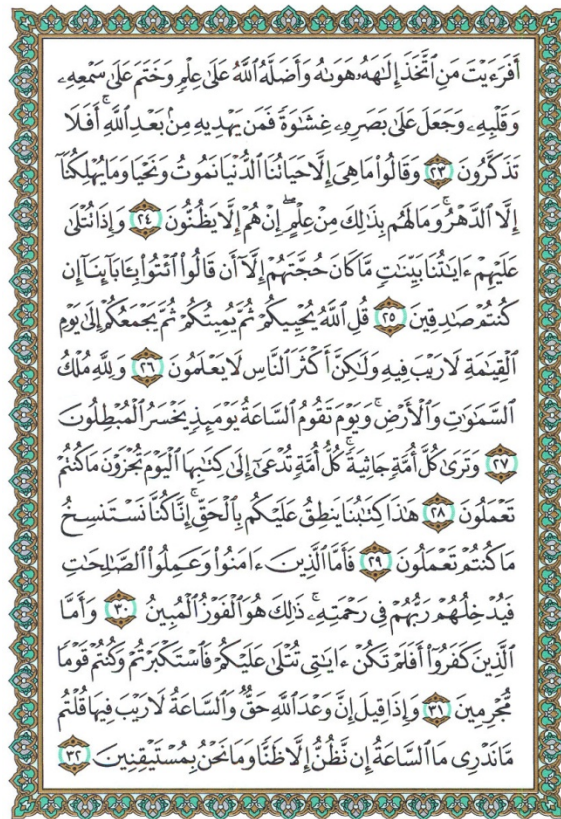 أَفَرَءَيْتَ مَنِ ٱتَّخَذَ إِلَٰهَهُۥ هَوَىٰهُ وَأَضَلَّهُ ٱللَّهُ عَلَىٰ عِلْمٍ وَخَتَمَ عَلَىٰ سَمْعِهِۦ
وَقَلْبِهِۦ وَجَعَلَ عَلَىٰ بَصَرِهِۦ غِشَٰوَةً فَمَن يَهْدِيهِ مِنۢ بَعْدِ ٱللَّهِ ۚ أَفَلَا
تَذَكَّرُونَ ٢٣ وَقَالُوا۟ مَا هِىَ إِلَّا حَيَاتُنَا ٱلدُّنْيَا نَمُوتُ وَنَحْيَا وَمَا يُهْلِكُنَآ
إِلَّا ٱلدَّهْرُ ۚ وَمَا لَهُم بِذَٰلِكَ مِنْ عِلْمٍ ۖ إِنْ هُمْ إِلَّا يَظُنُّونَ ٢٤ وَإِذَا تُتْلَىٰ
عَلَيْهِمْ ءَايَٰتُنَا بَيِّنَٰتٍ مَّا كَانَ حُجَّتَهُمْ إِلَّآ أَن قَالُوا۟ ٱئْتُوا۟ بِـَٔابَآئِنَآ إِن
كُنتُمْ صَٰدِقِينَ ٢٥ قُلِ ٱللَّهُ يُحْيِيكُمْ ثُمَّ يُمِيتُكُمْ ثُمَّ يَجْمَعُكُمْ إِلَىٰ يَوْمِ
ٱلْقِيَٰمَةِ لَا رَيْبَ فِيهِ وَلَٰكِنَّ أَكْثَرَ ٱلنَّاسِ لَا يَعْلَمُونَ ٢٦ وَلِلَّهِ مُلْكُ
ٱلسَّمَٰوَٰتِ وَٱلْأَرْضِ ۚ وَيَوْمَ تَقُومُ ٱلسَّاعَةُ يَوْمَئِذٍ يَخْسَرُ ٱلْمُبْطِلُونَ
٢٧ وَتَرَىٰ كُلَّ أُمَّةٍ جَاثِيَةً ۚ كُلُّ أُمَّةٍ تُدْعَىٰٓ إِلَىٰ كِتَٰبِهَا ٱلْيَوْمَ تُجْزَوْنَ مَا كُنتُمْ
تَعْمَلُونَ ٢٨ هَٰذَا كِتَٰبُنَا يَنطِقُ عَلَيْكُم بِٱلْحَقِّ ۚ إِنَّا كُنَّا نَسْتَنسِخُ
مَا كُنتُمْ تَعْمَلُونَ ٢٩ فَأَمَّا ٱلَّذِينَ ءَامَنُوا۟ وَعَمِلُوا۟ ٱلصَّٰلِحَٰتِ
فَيُدْخِلُهُمْ رَبُّهُمْ فِى رَحْمَتِهِۦ ۚ ذَٰلِكَ هُوَ ٱلْفَوْزُ ٱلْمُبِينُ ٣٠ وَأَمَّا
ٱلَّذِينَ كَفَرُوٓا۟ أَفَلَمْ تَكُنْ ءَايَٰتِى تُتْلَىٰ عَلَيْكُمْ فَٱسْتَكْبَرْتُمْ وَكُنتُمْ قَوْمًا
مُّجْرِمِينَ ٣١ وَإِذَا قِيلَ إِنَّ وَعْدَ ٱللَّهِ حَقٌّ وَٱلسَّاعَةُ لَا رَيْبَ فِيهَا قُلْتُم
مَّا نَدْرِى مَا ٱلسَّاعَةُ إِن نَّظُنُّ إِلَّا ظَنًّا وَمَا نَحْنُ بِمُسْتَيْقِنِينَ ٣٢